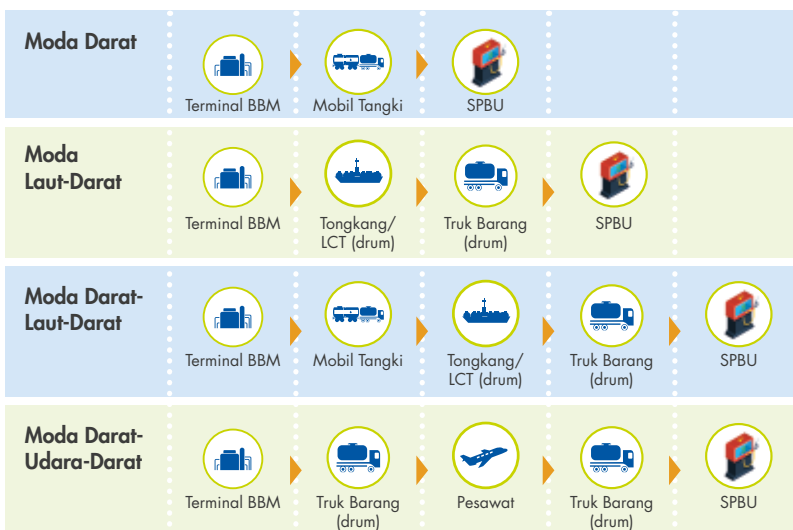 Moda Darat
Terminal BBM
Mobil Tangki
SPBU
Moda
Laut-Darat
Terminal BBM
Tongkang/
LCT (drum)
Truk Barang
(drum)
SPBU
Moda Darat-
Laut-Darat
Terminal BBM
Mobil Tangki
Tongkang/
LCT (drum)
Truk Barang
(drum)
SPBU
Moda Darat-
Udara-Darat
Terminal BBM
Truk Barang
(drum)
Pesawat
Truk Barang
(drum)
SPBU